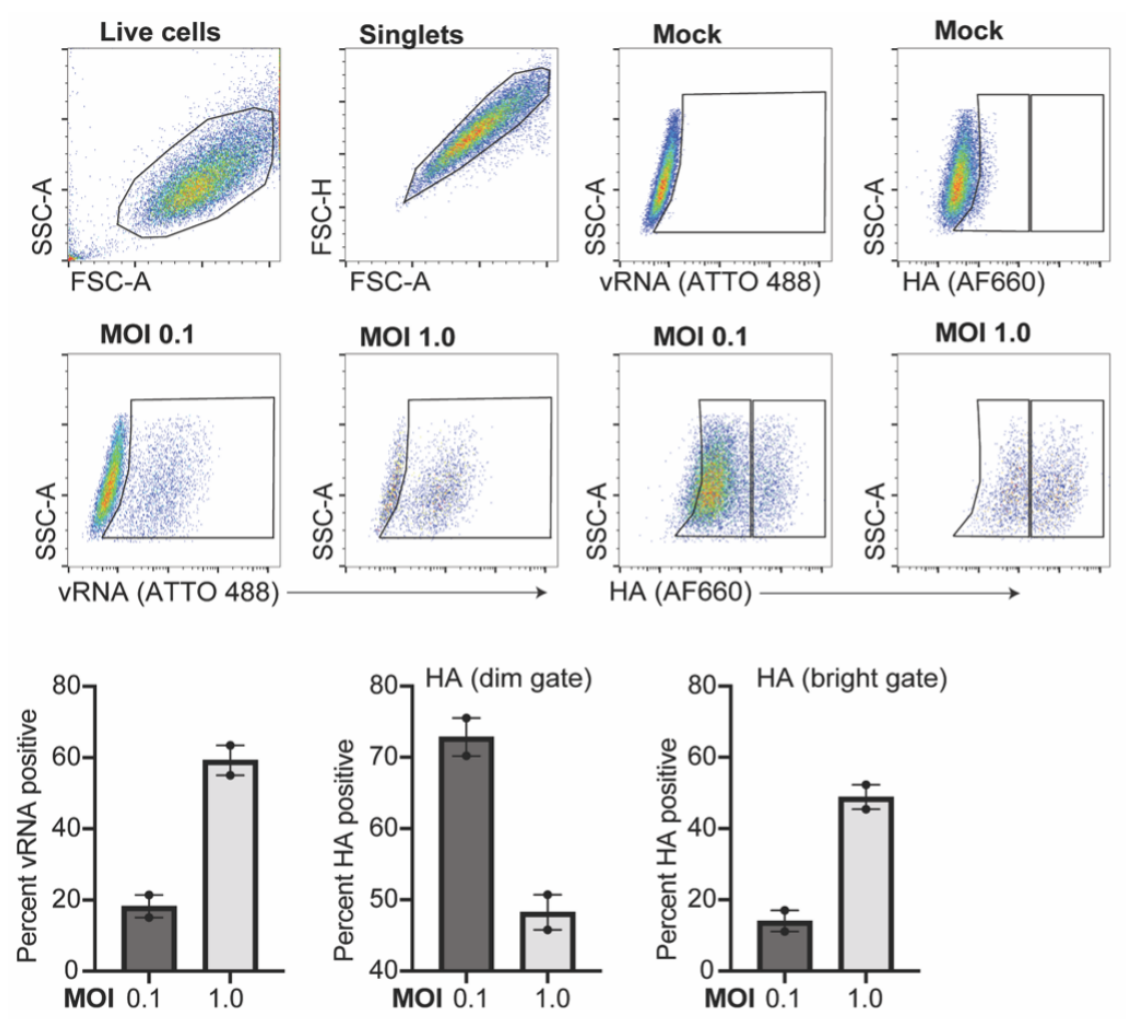 Live cells
Singlets
Mock
Mock
SSC-A
FSC-A
FSC-H
FSC-A
SSC-A
vRNA (ATTO 488)
SSC-A
HA (AF660)
MOI 0.1
MOI 1.0
MOI 0.1
MOI 1.0
SSC-A
SSC-A
SSC-A
SSC-A
vRNA (ATTO 488)
HA (AF660)
HA (dim gate)
HA (bright gate)
Percent vRNA positive
80
60
40
20
0
MOI 0.1 1.0
Percent HA positive
80
70
60
50
40
MOI 0.1 1.0
Percent HA positive
80
60
40
20
0
MOI 0.1 1.0